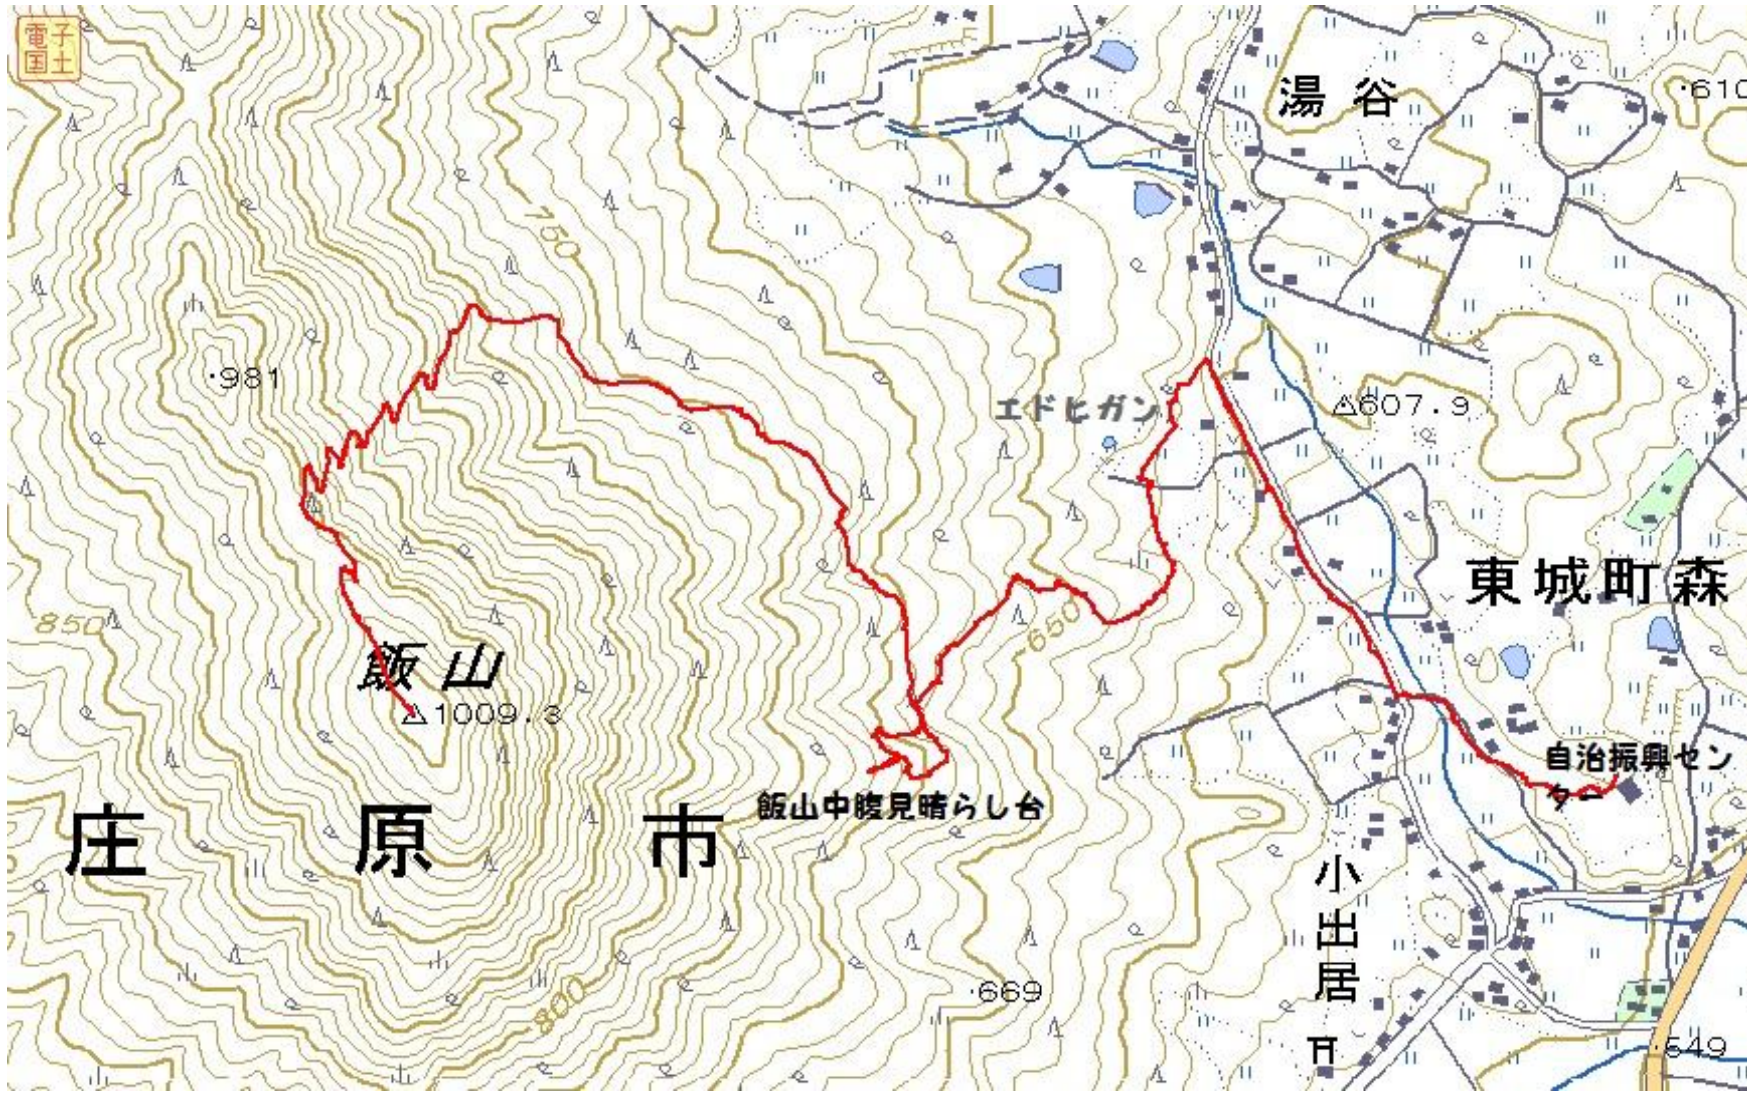 電子
国土
湯谷
・610
750
・981
エドヒガン
607.9
東城町森
850
650
飯山
1009.3
自治振興セン
ター
飯山中腹見晴らし台
庄原市
小出居
800
・669
・549